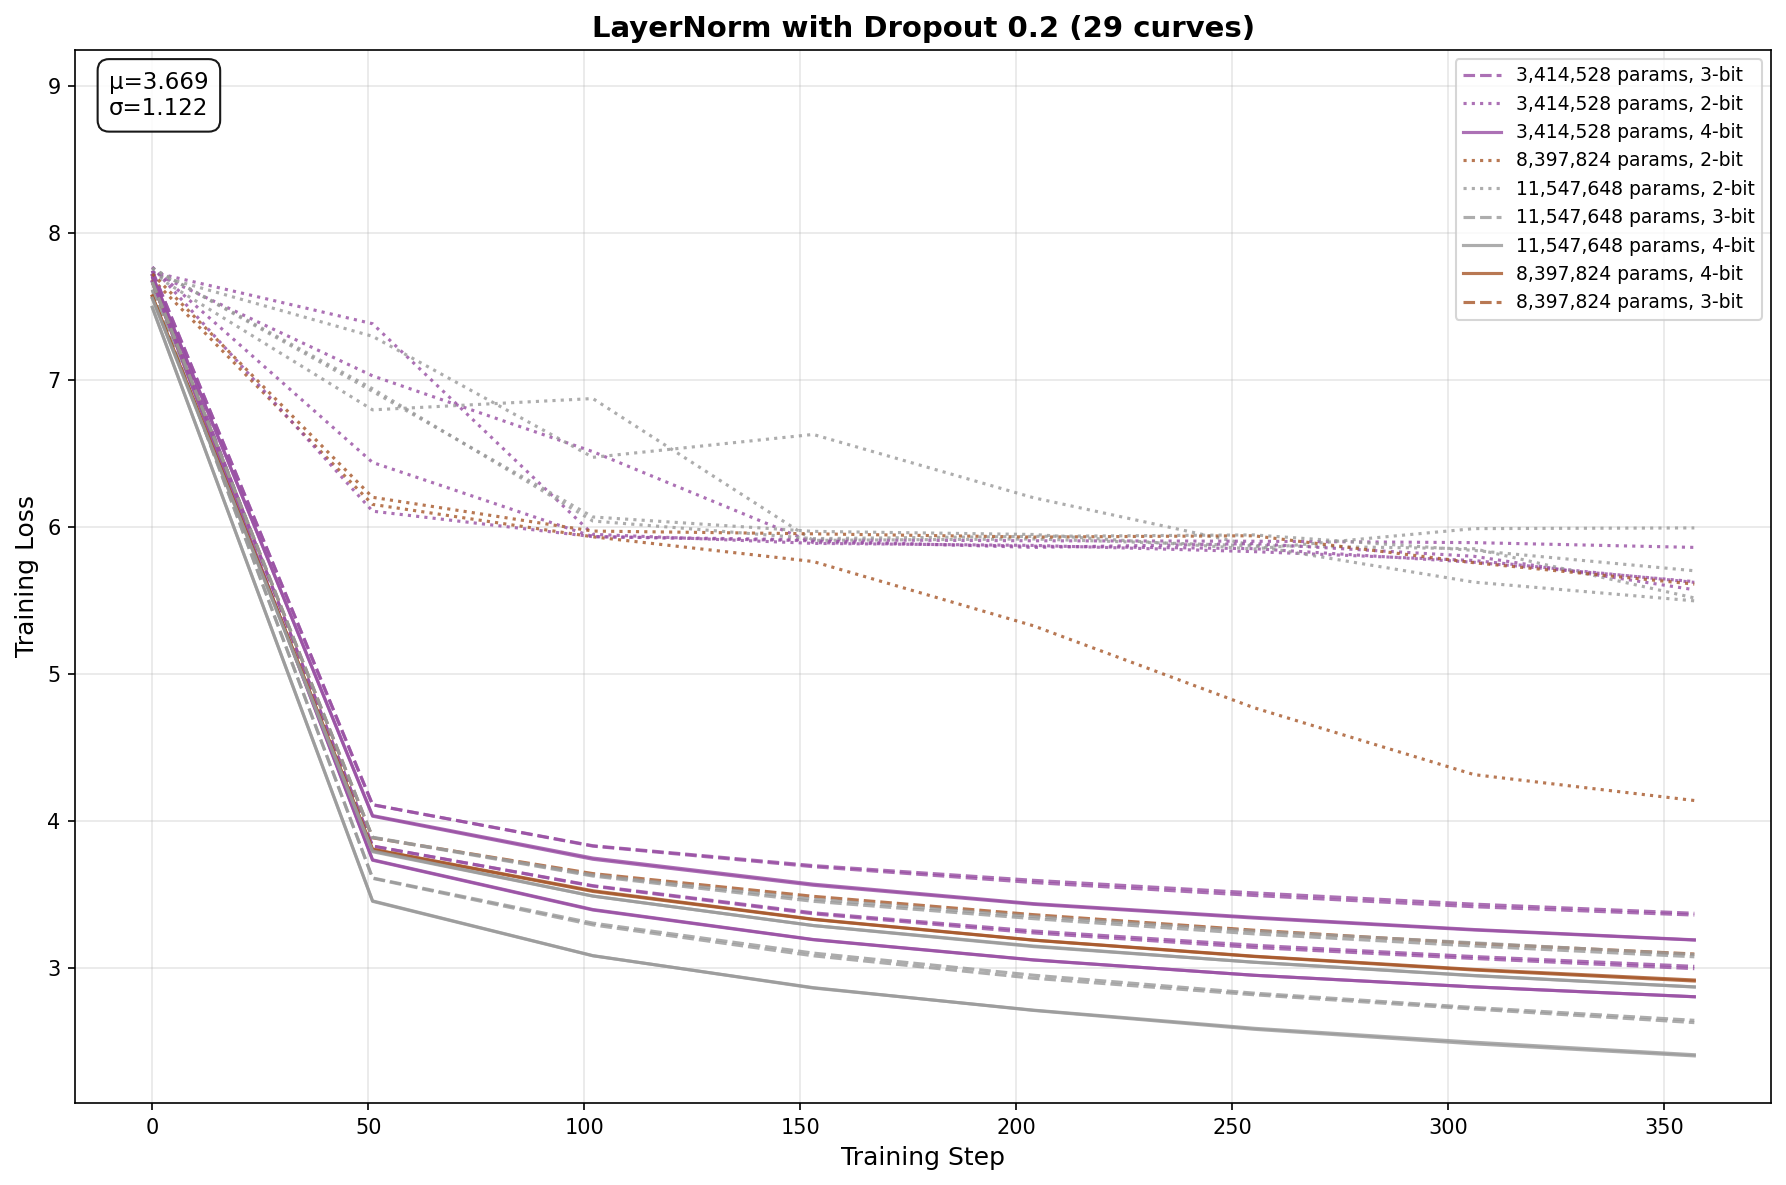 LayerNorm with Dropout 0.2 (29 curves)
μ=3.669
σ=1.122
3,414,528 params, 3-bit
3,414,528 params, 2-bit
3,414,528 params, 4-bit
8,397,824 params, 2-bit
11,547,648 params, 2-bit
11,547,648 params, 3-bit
11,547,648 params, 4-bit
8,397,824 params, 4-bit
8,397,824 params, 3-bit
Training Loss
9
8
7
6
5
4
3
0
50
100
150
200
250
300
350
Training Step